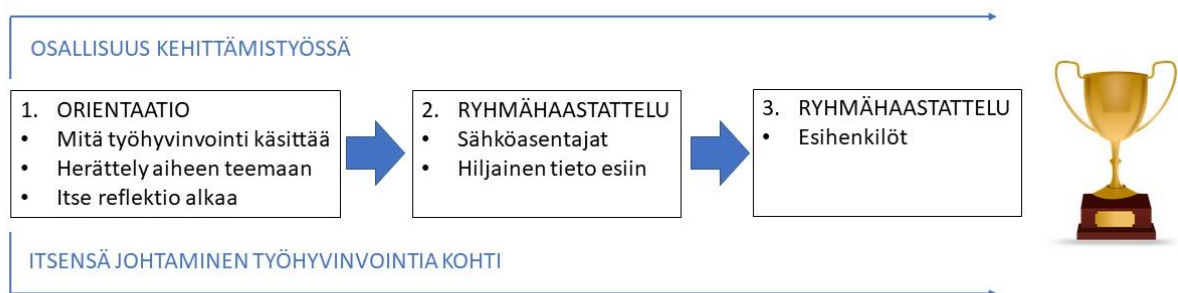 OSALLISUUS KEHITTÄMISTYÖSSÄ
1. ORIENTAATIO
• Mitä työhyvinvointi käsittää
• Herättely aiheen teemaan
• Itse reflektio alkaa
2. RYHMÄHAASTATTELU
• Sähköasentajat
• Hiljainen tieto esiin
3. RYHMÄHAASTATTELU
• Esihenkilöt
ITSENSÄ JOHTAMINEN TYÖHYVINVOINTIA KOHTI